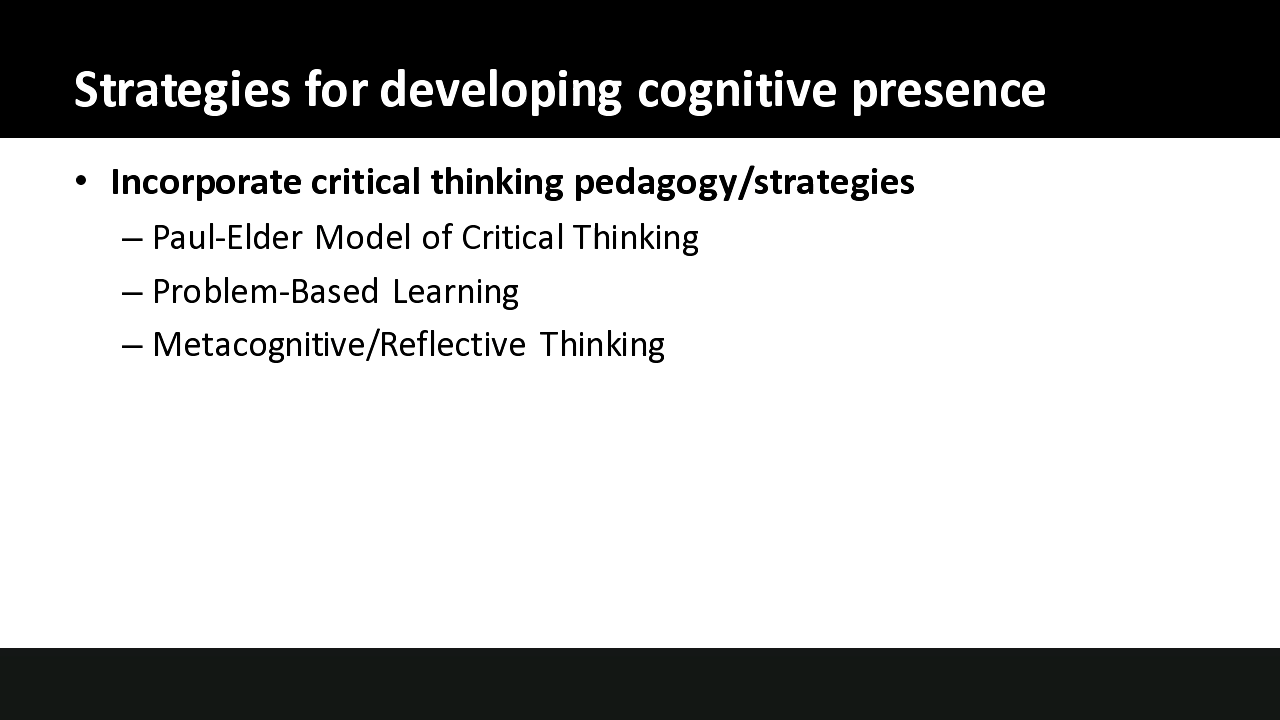 Strategies for developing cognitive presence
• Incorporate critical thinking pedagogy/strategies
– Paul-Elder Model of Critical Thinking
– Problem-Based Learning
– Metacognitive/Reflective Thinking